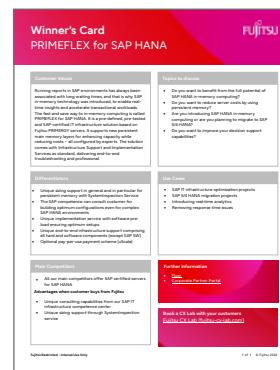 Winner's Card
PRIMEFLEX for SAP HANA
FUJITSU
Customer Values
Running reports in SAP environments has always been
associated with long waiting times, and that is why SAP
in-memory technology was introduced, to enable real-
time insights and accelerate transactional workloads
The fast and save way to in-memory computing is called
PRIMEFLEX for SAP HANA. It is a pre-defined, pre-tested
and SAP-certified IT infrastructure solution based on
Fujitsu PRIMERGY servers. It supports new persistent
main memory layers for enhancing capacity while
reducing costs – all configured by experts. The solution
comes with Infrastructure Support and Implementation
Services as standard, delivering end-to-end
troubleshooting and professional
Topics to discuss
• Do you want to benefit from the full potential of
SAP HANA in-memory computing?
• Do you want to reduce server costs by using
persistent memory?
• Are you introducing SAP HANA in-memory
computing or are you planning to migrate to SAP
S/4 HANA?
• Do you want to improve your decision support
capabilities?
Differentiators
• Unique sizing support in general and in particular for
persistent memory with SystemInspection Service
• The SAP competence can consult customer for
building optimum configurations even for complex
SAP HANA environments
• Unique implementation service with software pre-
load ensuring optimum setups
• Unique end-to-end infrastructure support comprising
all hard and software components (except SAP SW)
• Optional pay-per-use payment scheme (uScale)
Use Cases
• SAP IT infrastructure optimization projects
• SAP S/4 HANA migration projects
• Introducing real-time analytics
• Removing response time issues
Main Competitors
• All our main competitors offer SAP certified servers
for SAP HANA
Advantages when customer buys from Fujitsu
• Unique consulting capabilities from our SAP IT
infrastructure competence center
• Unique sizing support through SystemInspection
service
Further information
• Page
• Corporate Partner Portal
Book a CX Lab with your customers
Fujitsu CX Lab (fujitsu-cx-lab.com)
Fujitsu Restricted - Internal Use Only
1 of 1 © Fujitsu 2024